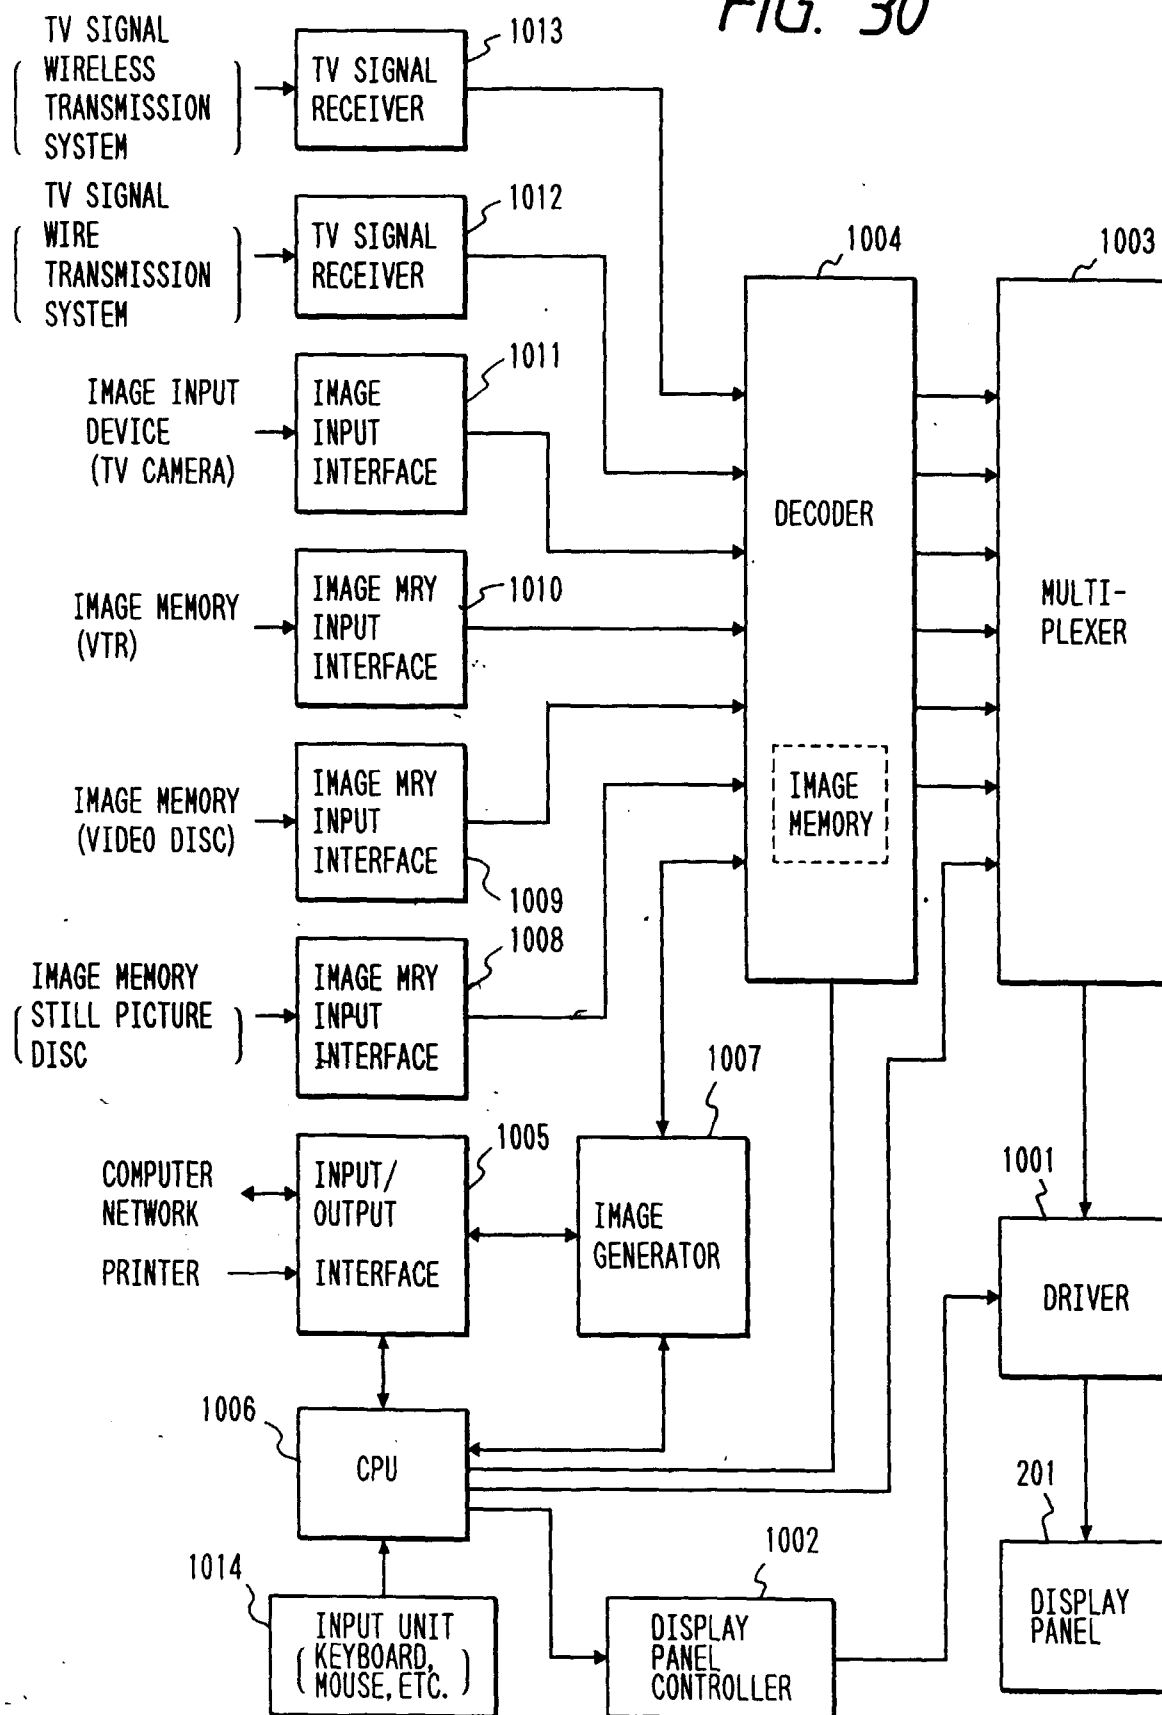 FIG. 30
TV SIGNAL
WIRELESS
TRANSMISSION
SYSTEM
TV SIGNAL
RECEIVER
1013
TV SIGNAL
WIRE
TRANSMISSION
SYSTEM
TV SIGNAL
RECEIVER
1012
IMAGE INPUT
DEVICE
(TV CAMERA)
IMAGE
INPUT
INTERFACE
1011
IMAGE MEMORY
(VTR)
IMAGE MRY
INPUT
INTERFACE
1010
IMAGE MEMORY
(VIDEO DISC)
IMAGE MRY
INPUT
INTERFACE
1009
IMAGE MEMORY
(STILL PICTURE
DISC)
IMAGE MRY
INPUT
INTERFACE
1008
1004
DECODER
IMAGE
MEMORY
1003
MULTI-
PLEXER
COMPUTER
NETWORK
PRINTER
INPUT/
OUTPUT
INTERFACE
1005
IMAGE
GENERATOR
1007
1001
DRIVER
1006
CPU
201
DISPLAY
PANEL
1014
INPUT UNIT
(KEYBOARD,
MOUSE, ETC.)
1002
DISPLAY
PANEL
CONTROLLER